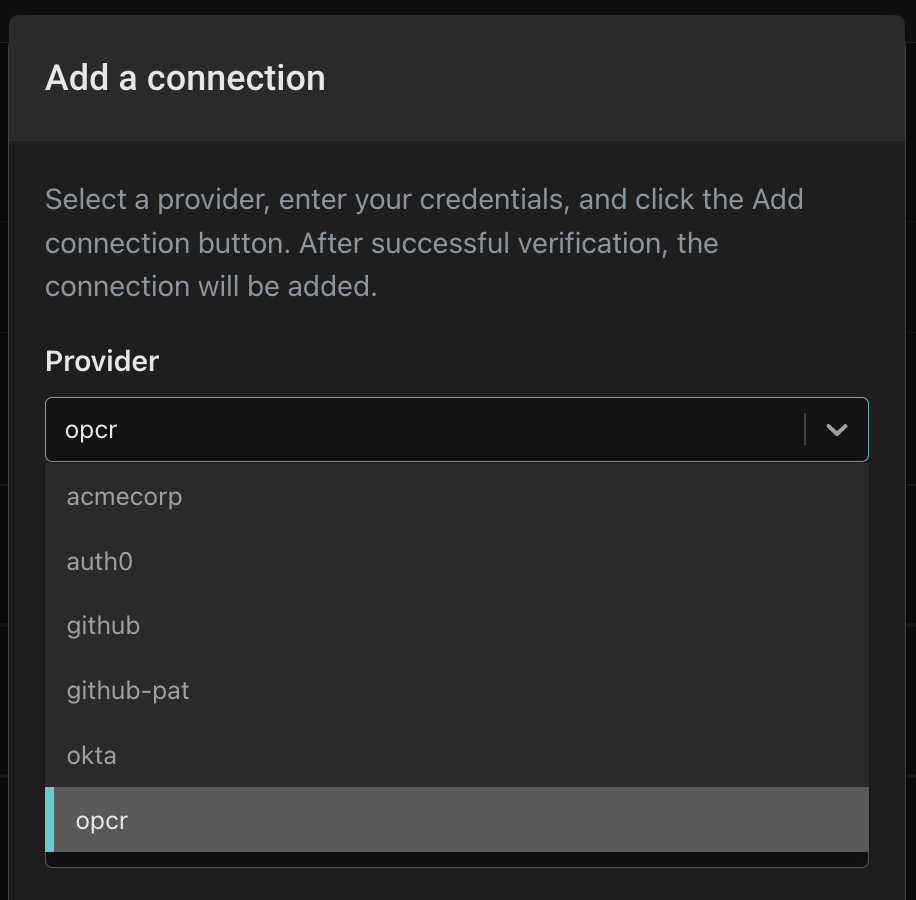 Add a connection
Select a provider, enter your credentials, and click the Add
connection button. After successful verification, the
connection will be added.
Provider
opcr
acmecorp
auth0
github
github-pat
okta
opcr